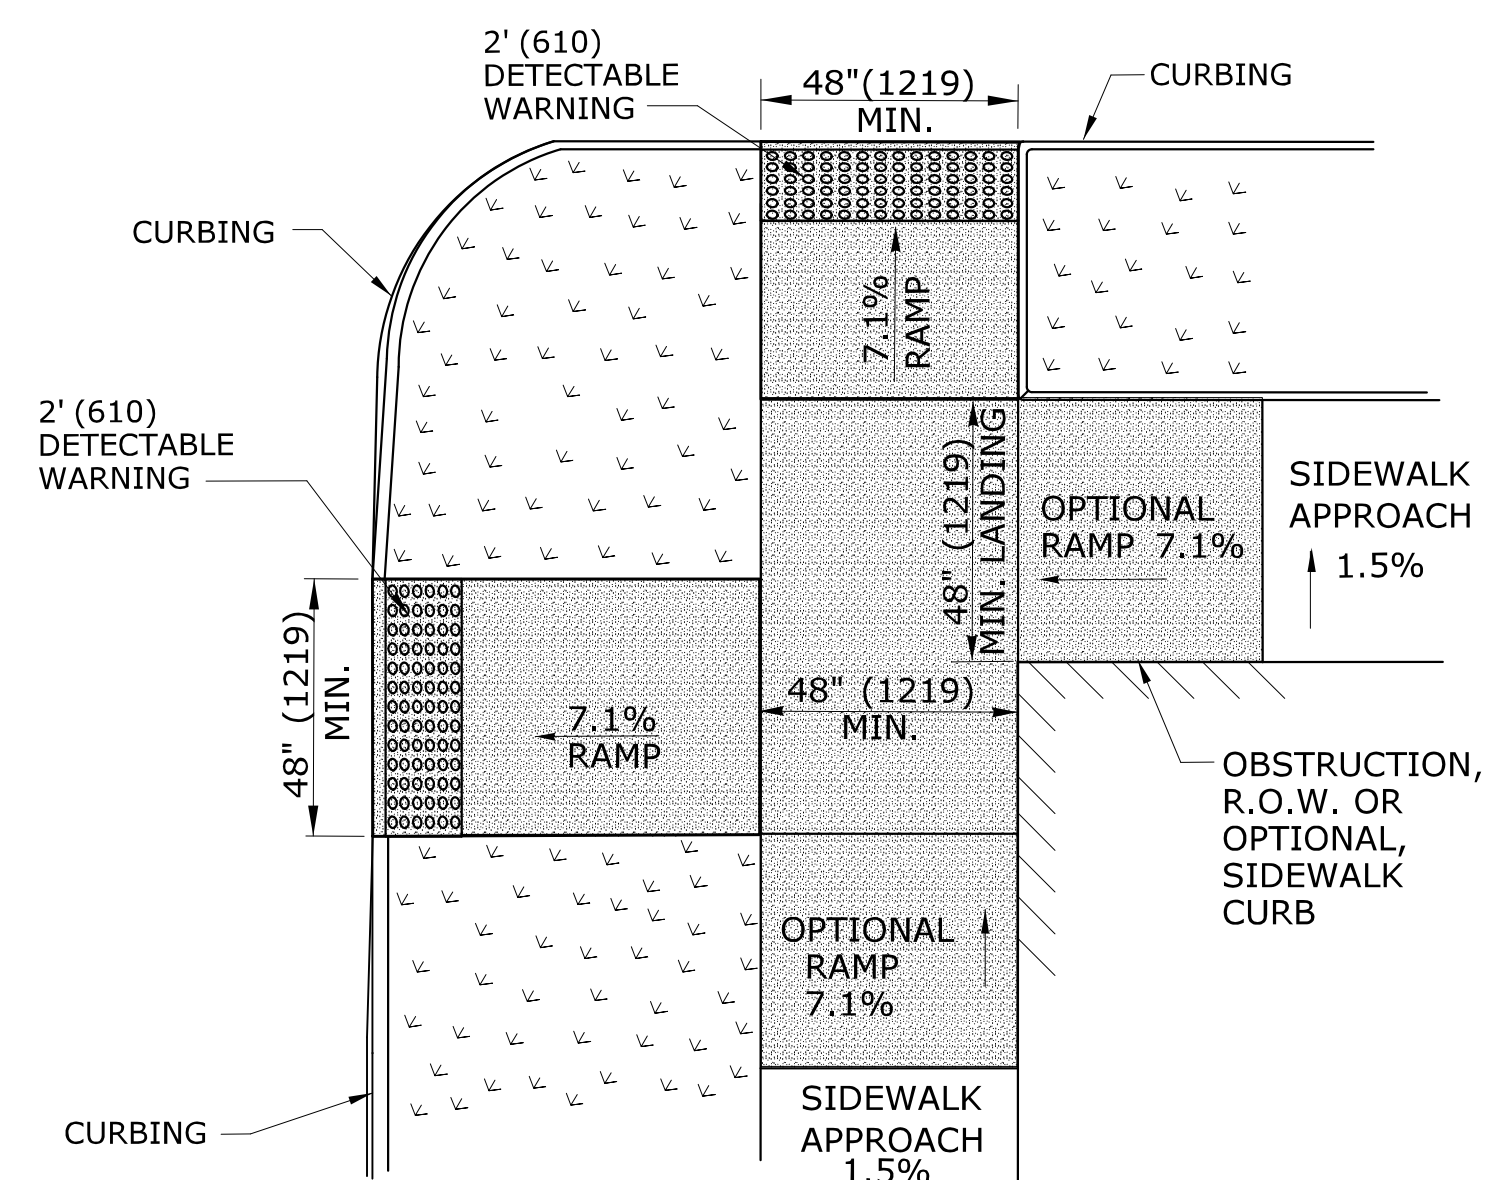 2' (610)
DETECTABLE
WARNING
48"(1219)
MIN.
CURBING
CURBING
7.1%
RAMP
2' (610)
DETECTABLE
WARNING
48" (1219)
MIN. LANDING
OPTIONAL
RAMP 7.1%
SIDEWALK
APPROACH
1.5%
48" (1219)
MIN.
7.1%
RAMP
48" (1219)
MIN.
OBSTRUCTION,
R.O.W. OR
OPTIONAL,
SIDEWALK
CURB
OPTIONAL
RAMP
7.1%
CURBING
SIDEWALK
APPROACH
1.5%